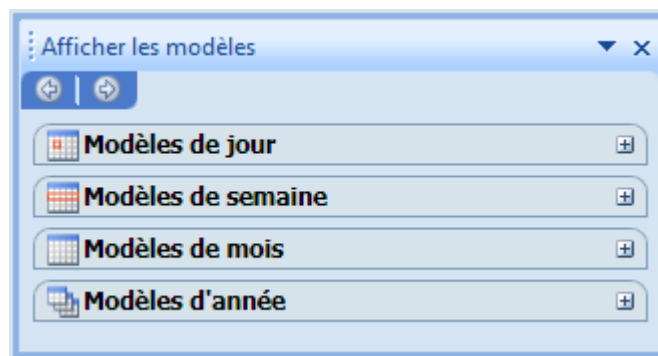 Afficher les modèles
Modèles de jour
Modèles de semaine
Modèles de mois
Modèles d'année